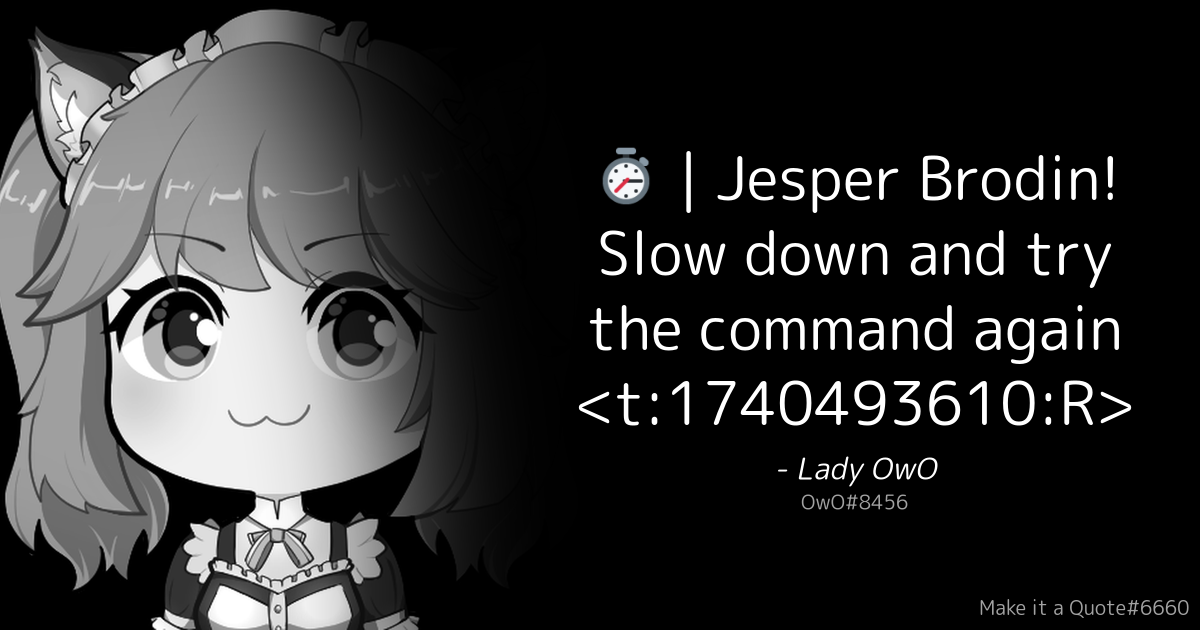 ⏱️ | Jesper Brodin!
Slow down and try
the command again
<t:1740493610:R>
- Lady OwO
OwO#8456
Make it a Quote#6660